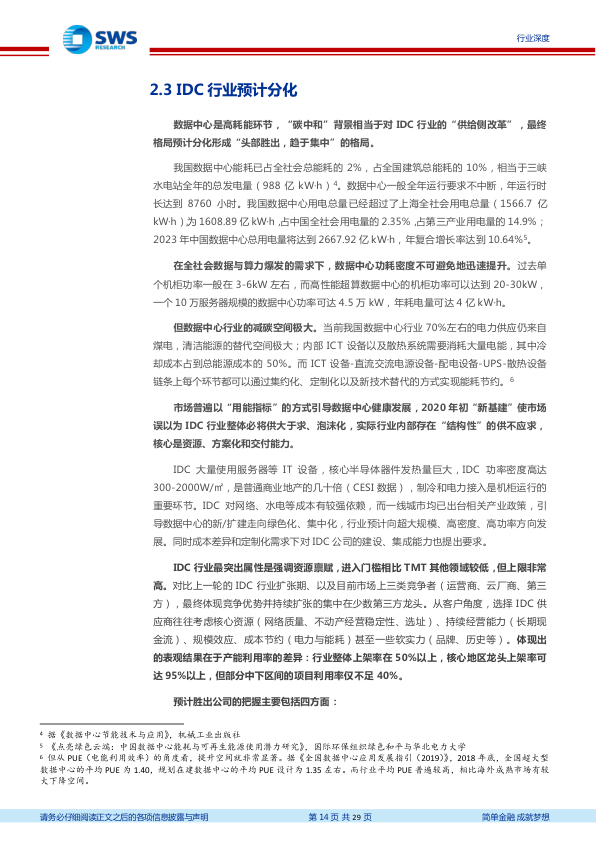 SWS
RESEARCH
行业深度
2.3 IDC 行业预计分化
数据中心是高耗能环节，“碳中和”背景相当于对 IDC 行业的“供给侧改革”，最终
格局预计分化形成“头部胜出，趋于集中”的格局。
我国数据中心能耗已占全社会总能耗的 2%，占全国建筑总能耗的 10%，相当于三峡
水电站全年的总发电量（988 亿 kW·h）4。数据中心一般全年运行要求不中断，年运行时
长达到 8760 小时。我国数据中心用电总量已经超过了上海全社会用电总量（1566.7 亿
kW·h）为 1608.89 亿 kW·h，占中国全社会用电量的 2.35%，占第三产业用电量的 14.9%；
2023 年中国数据中心总用电量将达到 2667.92 亿 kW·h，年复合增长率达到 10.64%5。
在全社会数据与算力爆发的需求下，数据中心功耗密度不可避免地迅速提升。过去单
个机柜功率一般在 3-6kW 左右，而高性能超算数据中心的机柜功率可以达到 20-30kW，
一个 10 万服务器规模的数据中心功率可达 4.5 万 kW，年耗电量可达 4 亿 kW·h。
但数据中心行业的减碳空间极大。当前我国数据中心行业 70%左右的电力供应仍来自
煤电，清洁能源的替代空间极大；内部 ICT 设备以及散热系统需要消耗大量电能，其中冷
却成本占到总能源成本的 50%。而 ICT 设备-直流交流电源设备-配电设备-UPS-散热设备
链条上每个环节都可以通过集约化、定制化以及新技术替代的方式实现能耗节约。6
市场普遍以“用能指标”的方式引导数据中心健康发展，2020 年初“新基建”使市场
误以为 IDC 行业整体必将供大于求、泡沫化，实际行业内部存在“结构性”的供不应求，
核心是资源、方案化和交付能力。
IDC 大量使用服务器等 IT 设备，核心半导体器件发热量巨大，IDC 功率密度高达
300-2000W/㎡，是普通商业地产的几十倍（CESI 数据），制冷和电力接入是机柜运行的
重要环节。IDC 对网络、水电等成本有较强依赖，而一线城市均已出台相关产业政策，引
导数据中心的新/扩建走向绿色化、集中化，行业预计向超大规模、高密度、高功率方向发
展。同时成本差异和定制化需求下对 IDC 公司的建设、集成能力也提出要求。
IDC 行业最突出属性是强调资源禀赋，进入门槛相比 TMT 其他领域较低，但上限非常
高。对比上一轮的 IDC 行业扩张期、以及目前市场上三类竞争者（运营商、云厂商、第三
方），最终体现竞争优势并持续扩张的集中在少数第三方龙头。从客户角度，选择 IDC 供
应商往往考虑核心资源（网络质量、不动产经营稳定性、选址）、持续经营能力（长期现
金流）、规模效应、成本节约（电力与能耗）甚至一些软实力（品牌、历史等）。体现出
的表观结果在于产能利用率的差异：行业整体上架率在 50%以上，核心地区龙头上架率可
达 95%以上，但部分中下区间的项目利用率仅不足 40%。
预计胜出公司的把握主要包括四方面：
4 据《数据中心节能技术与应用》，机械工业出版社
5 《点亮绿色云端：中国数据中心能耗与可再生能源使用潜力研究》，国际环保组织绿色和平与华北电力大学
6 但从 PUE（电能利用效率）的角度看，提升空间就非常显著。据《全国数据中心应用发展指引（2019）》，2018 年底，全国超大型
数据中心的平均 PUE 为 1.40，规划在建数据中心的平均 PUE 设计为 1.35 左右。而行业平均 PUE 普遍较高，相比海外成熟市场有较
大下降空间。
请务必仔细阅读正文之后的各项信息披露与声明
第 14 页 共 29 页
简单金融 成就梦想